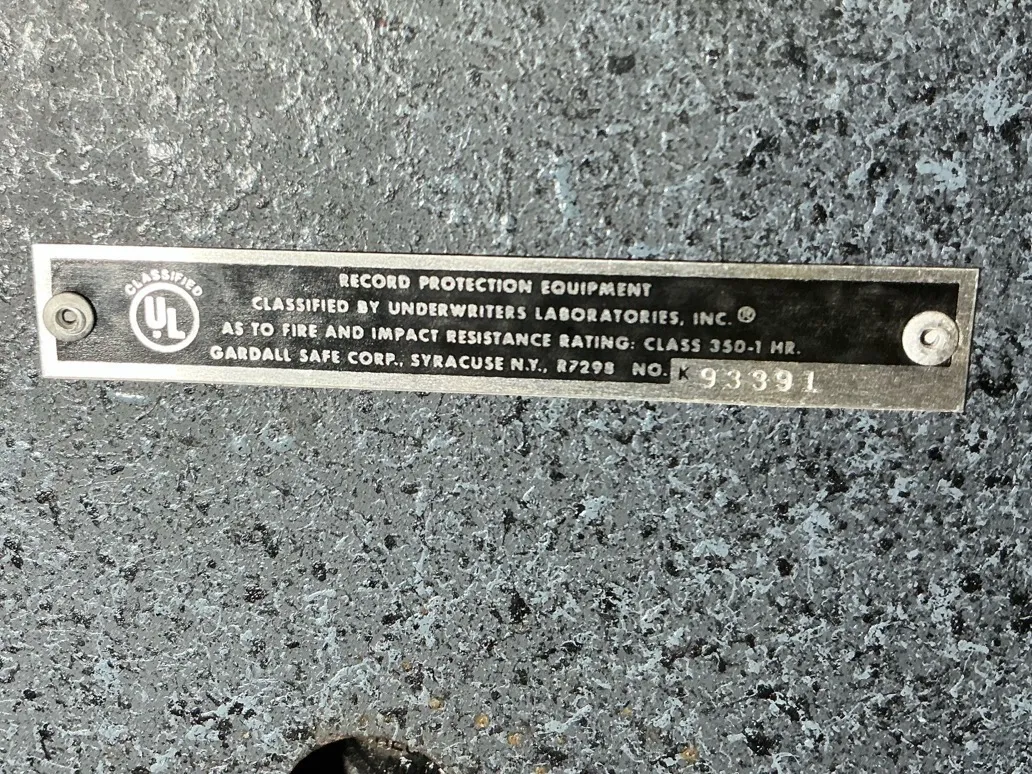 CLASSIFIED
UL
RECORD PROTECTION EQUIPMENT
CLASSIFIED BY UNDERWRITERS LABORATORIES, INC. ®
AS TO FIRE AND IMPACT RESISTANCE RATING: CLASS 350-1 HR.
GARDALL SAFE CORP., SYRACUSE N.Y., R7298 NO. K 93391